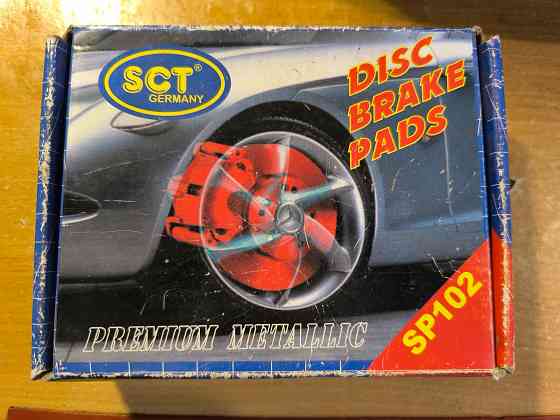 SCT®
GERMANY
DISC
BRAKE
PADS
PREMIUM METALLIC
SP102